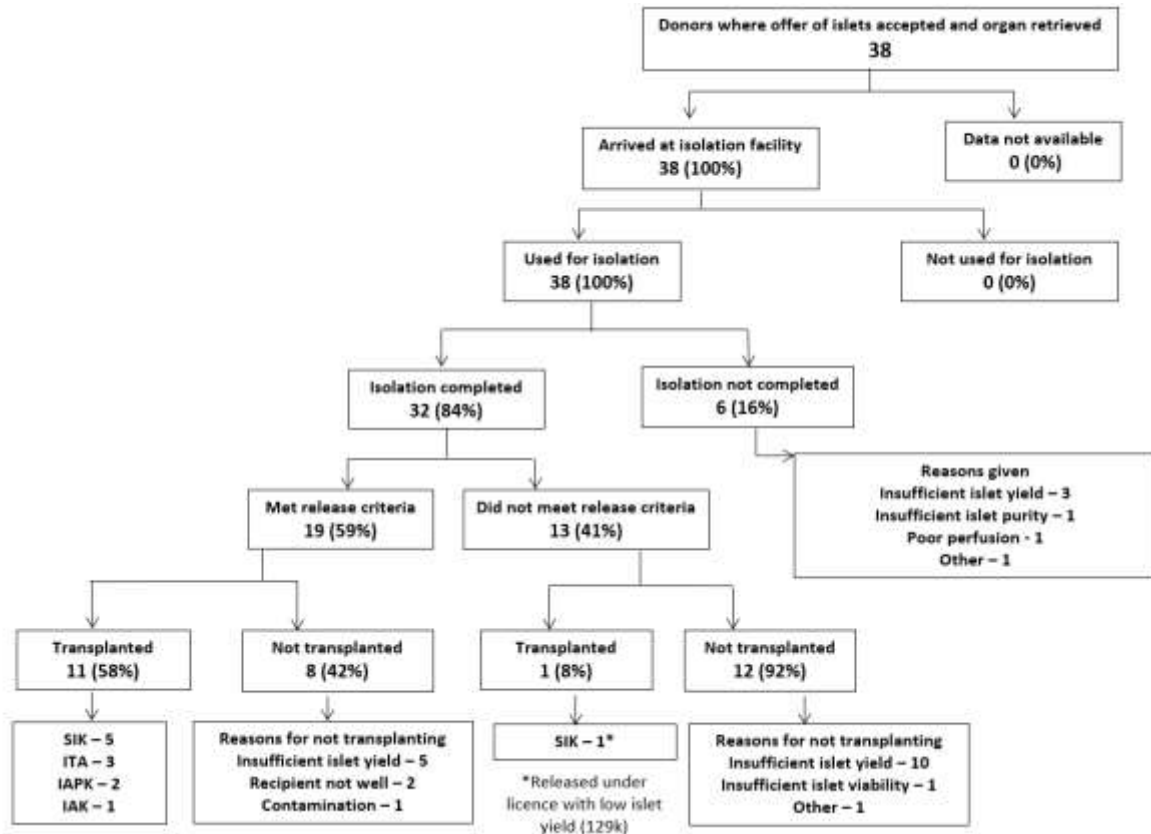 Donors where offer of islets accepted and organ retrieved
38
Arrived at isolation facility
38 (100%)
Data not available
0 (0%)
Used for isolation
38 (100%)
Not used for isolation
0 (0%)
Isolation completed
32 (84%)
Isolation not completed
6 (16%)
Reasons given
Insufficient islet yield – 3
Insufficient islet purity – 1
Poor perfusion - 1
Other – 1
Met release criteria
19 (59%)
Did not meet release criteria
13 (41%)
Transplanted
11 (58%)
Not transplanted
8 (42%)
Transplanted
1 (8%)
Not transplanted
12 (92%)
SIK – 5
ITA – 3
IAPK – 2
IAK – 1
Reasons for not transplanting
Insufficient islet yield – 5
Recipient not well – 2
Contamination – 1
SIK – 1*
*Released under
licence with low islet
yield (129k)
Reasons for not transplanting
Insufficient islet yield – 10
Insufficient islet viability – 1
Other – 1